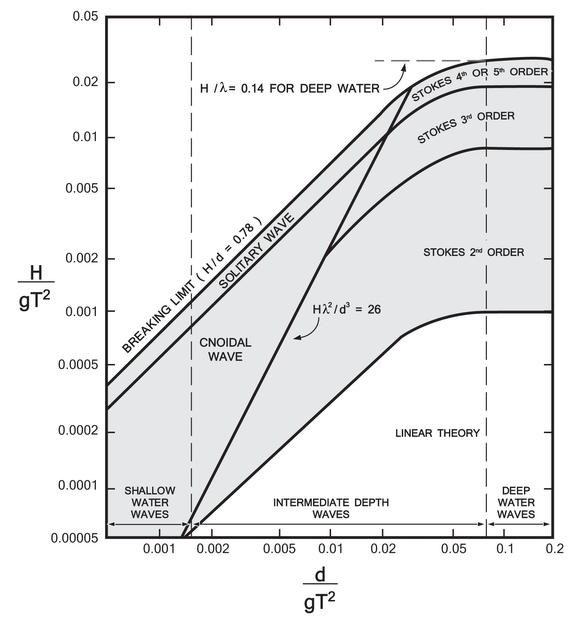 0.05
0.02
0.01
0.005
0.002
0.001
0.0005
0.0002
0.0001
0.00005
H
gT²
H / λ = 0.14 FOR DEEP WATER
STOKES 4th OR 5th ORDER
STOKES 3rd ORDER
STOKES 2nd ORDER
BREAKING LIMIT ( H / d = 0.78 )
SOLITARY WAVE
Hλ²/d³ = 26
CNOIDAL
WAVE
LINEAR THEORY
SHALLOW
WATER
WAVES
INTERMEDIATE DEPTH
WAVES
DEEP
WATER
WAVES
0.001 0.002 0.005 0.01 0.02 0.05 0.1 0.2
d
gT²